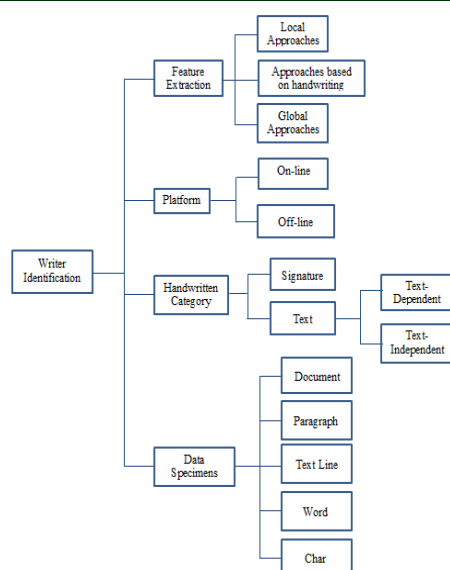 Local
Approaches
Feature
Extraction
Approaches based
on handwriting
Global
Approaches
On-line
Platform
Off-line
Writer
Identification
Signature
Handwritten
Category
Text
Text-
Dependent
Text-
Independent
Document
Paragraph
Data
Specimens
Text Line
Word
Char